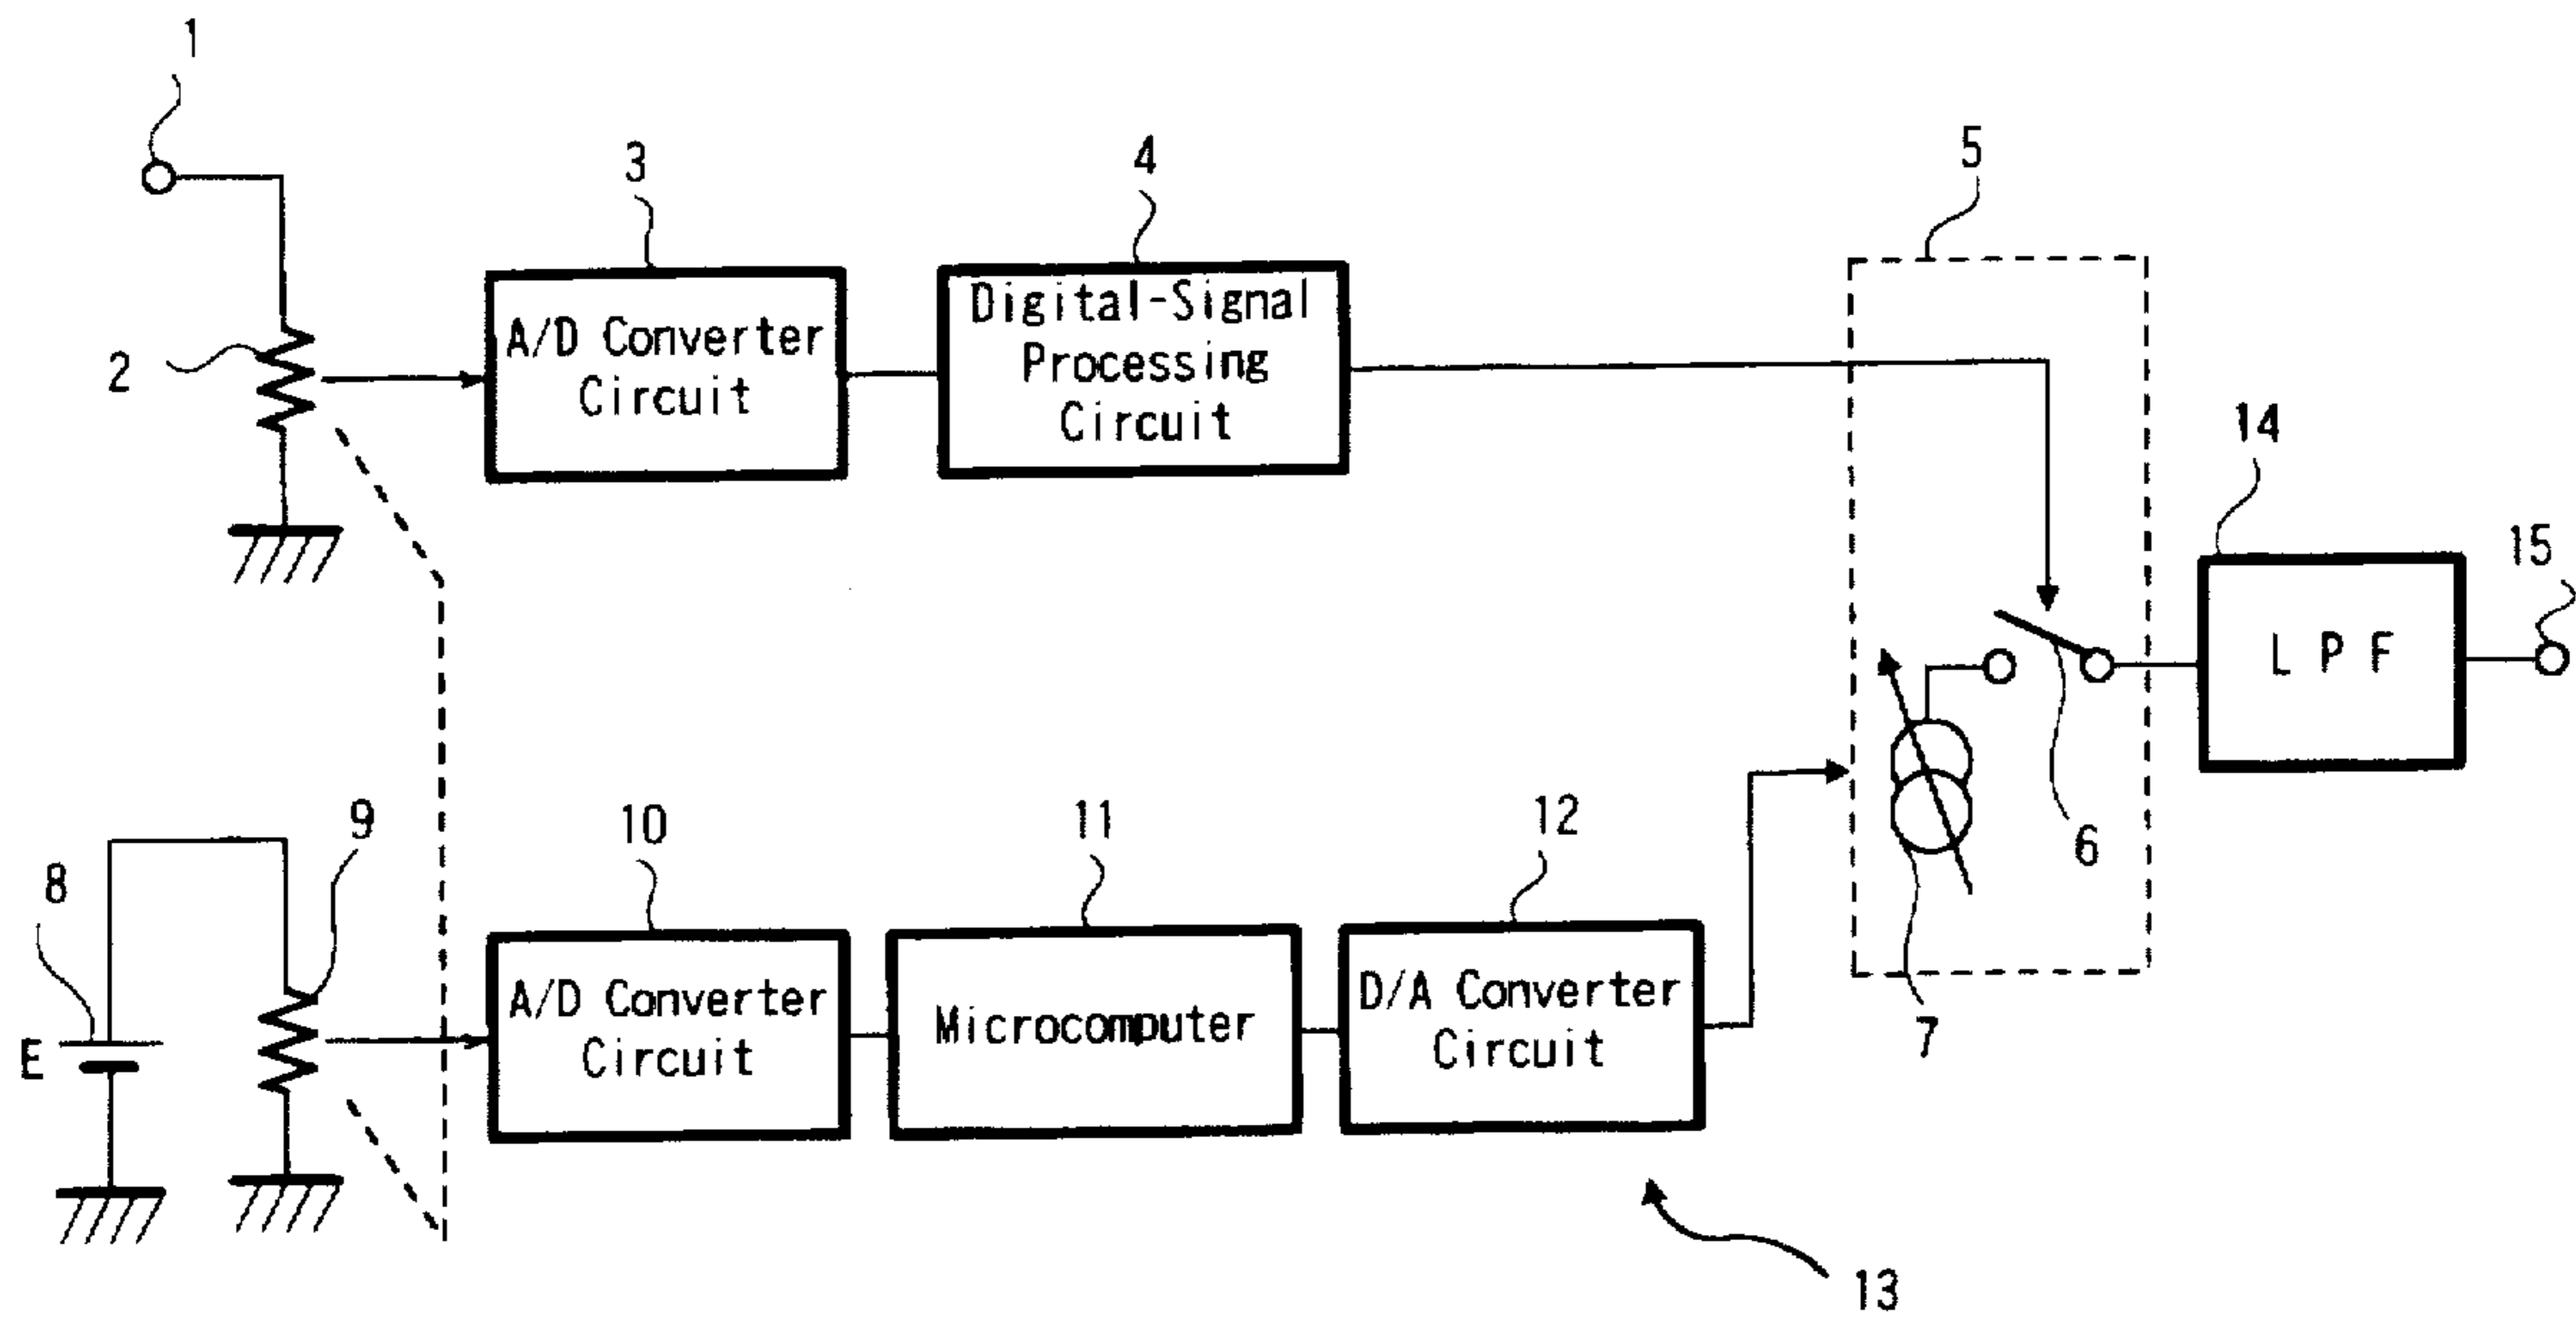 1
2
3
A/D Converter
Circuit
4
Digital-Signal
Processing
Circuit
5
6
7
14
LPF
15
8
E
9
10
A/D Converter
Circuit
11
Microcomputer
12
D/A Converter
Circuit
13